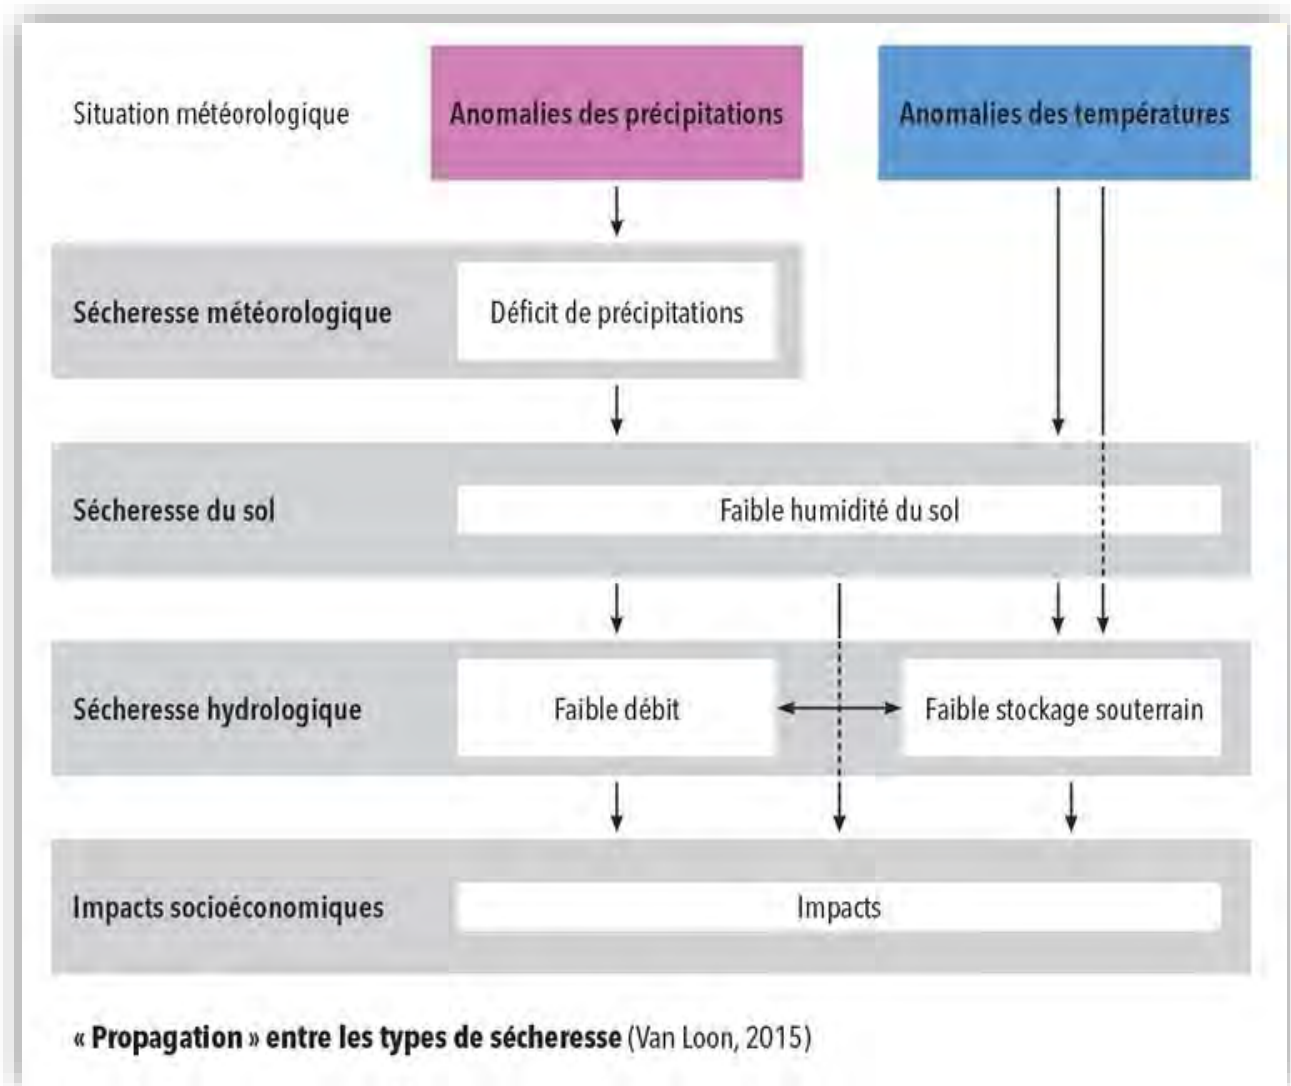 Situation météorologique
Anomalies des précipitations
Anomalies des températures
Sécheresse météorologique
Déficit de précipitations
Sécheresse du sol
Faible humidité du sol
Sécheresse hydrologique
Faible débit
Faible stockage souterrain
Impacts socioéconomiques
Impacts
« Propagation » entre les types de sécheresse (Van Loon, 2015)